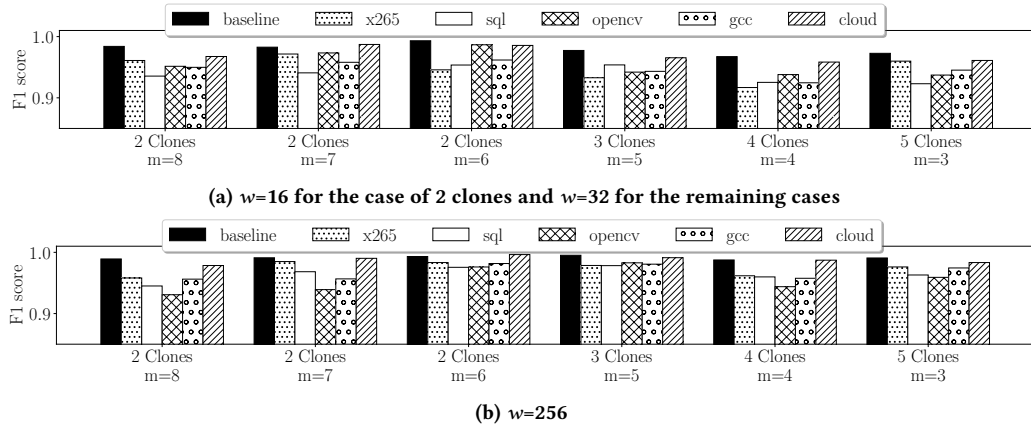 baseline x265 sql opencv gcc cloud
1.0
0.9
F1 score
2 Clones 2 Clones 2 Clones 3 Clones 4 Clones 5 Clones
m=8 m=7 m=6 m=5 m=4 m=3
(a) w=16 for the case of 2 clones and w=32 for the remaining cases
baseline x265 sql opencv gcc cloud
1.0
0.9
F1 score
2 Clones 2 Clones 2 Clones 3 Clones 4 Clones 5 Clones
m=8 m=7 m=6 m=5 m=4 m=3
(b) w=256